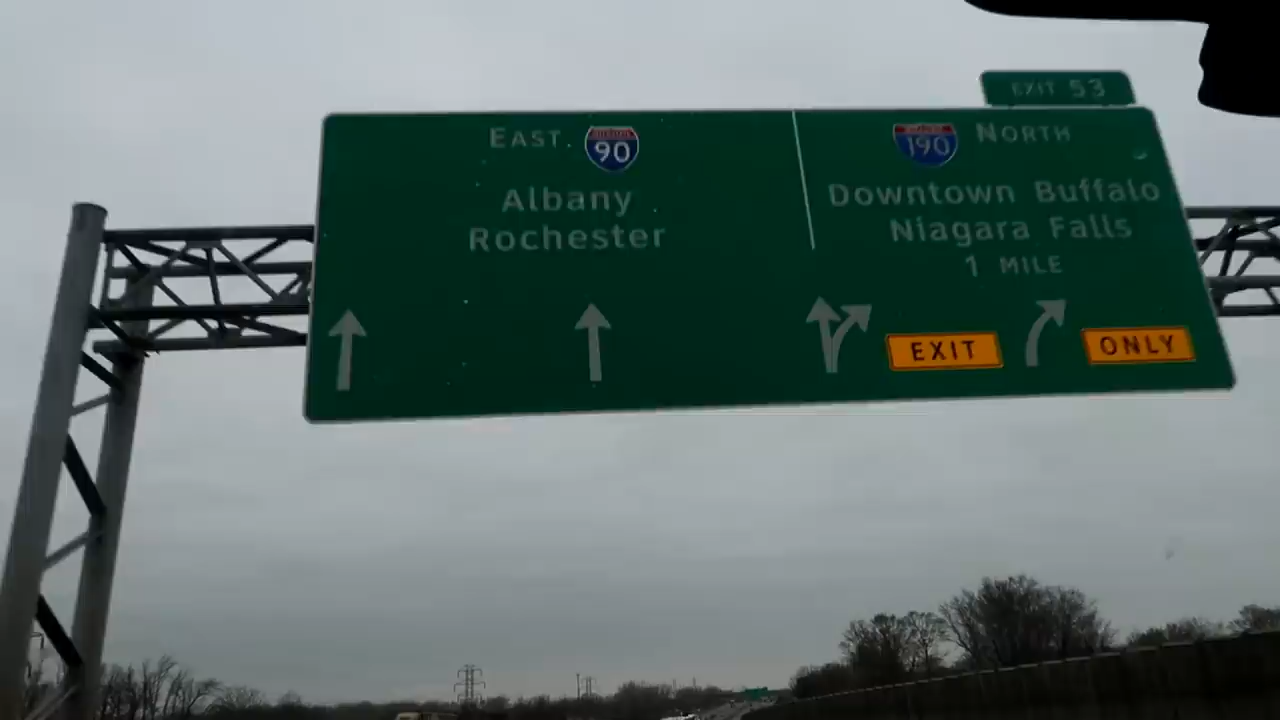 EXIT 53
EAST 90
Albany
Rochester
190 NORTH
Downtown Buffalo
Niagara Falls
1 MILE
EXIT ONLY